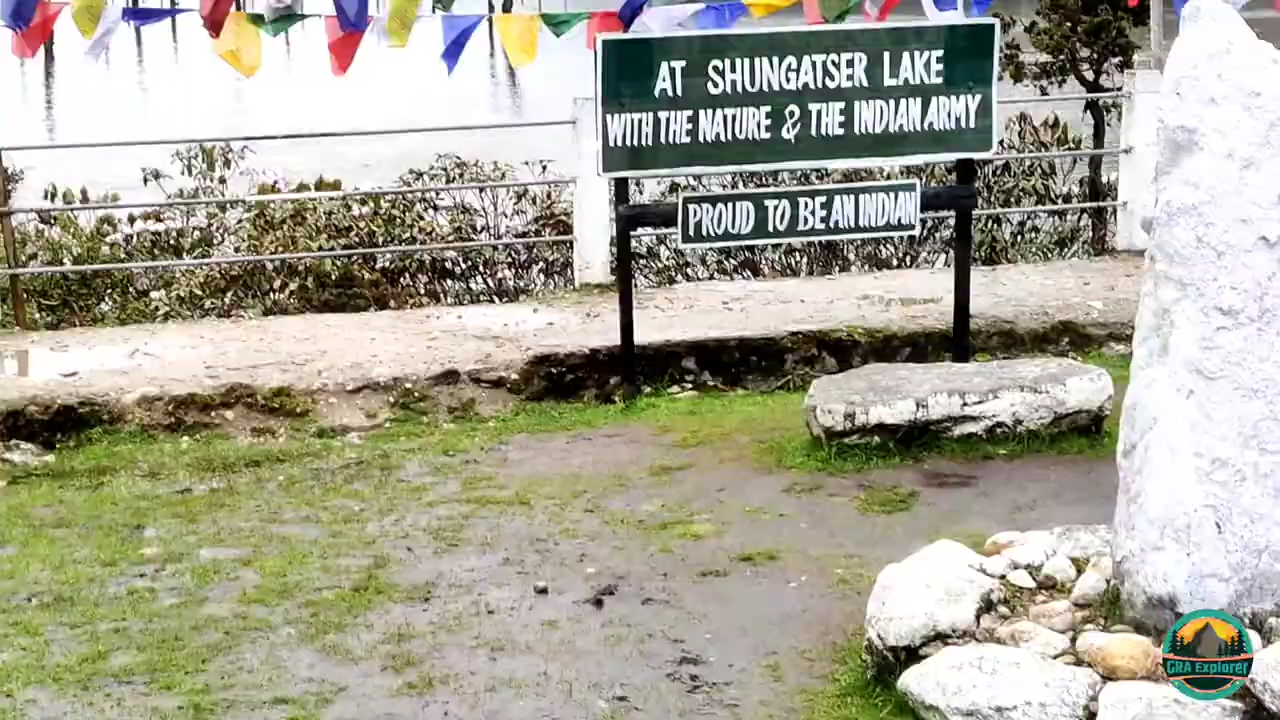 AT SHUNGATSER LAKE
WITH THE NATURE & THE INDIAN ARMY
PROUD TO BE AN INDIAN
GRA Explorer